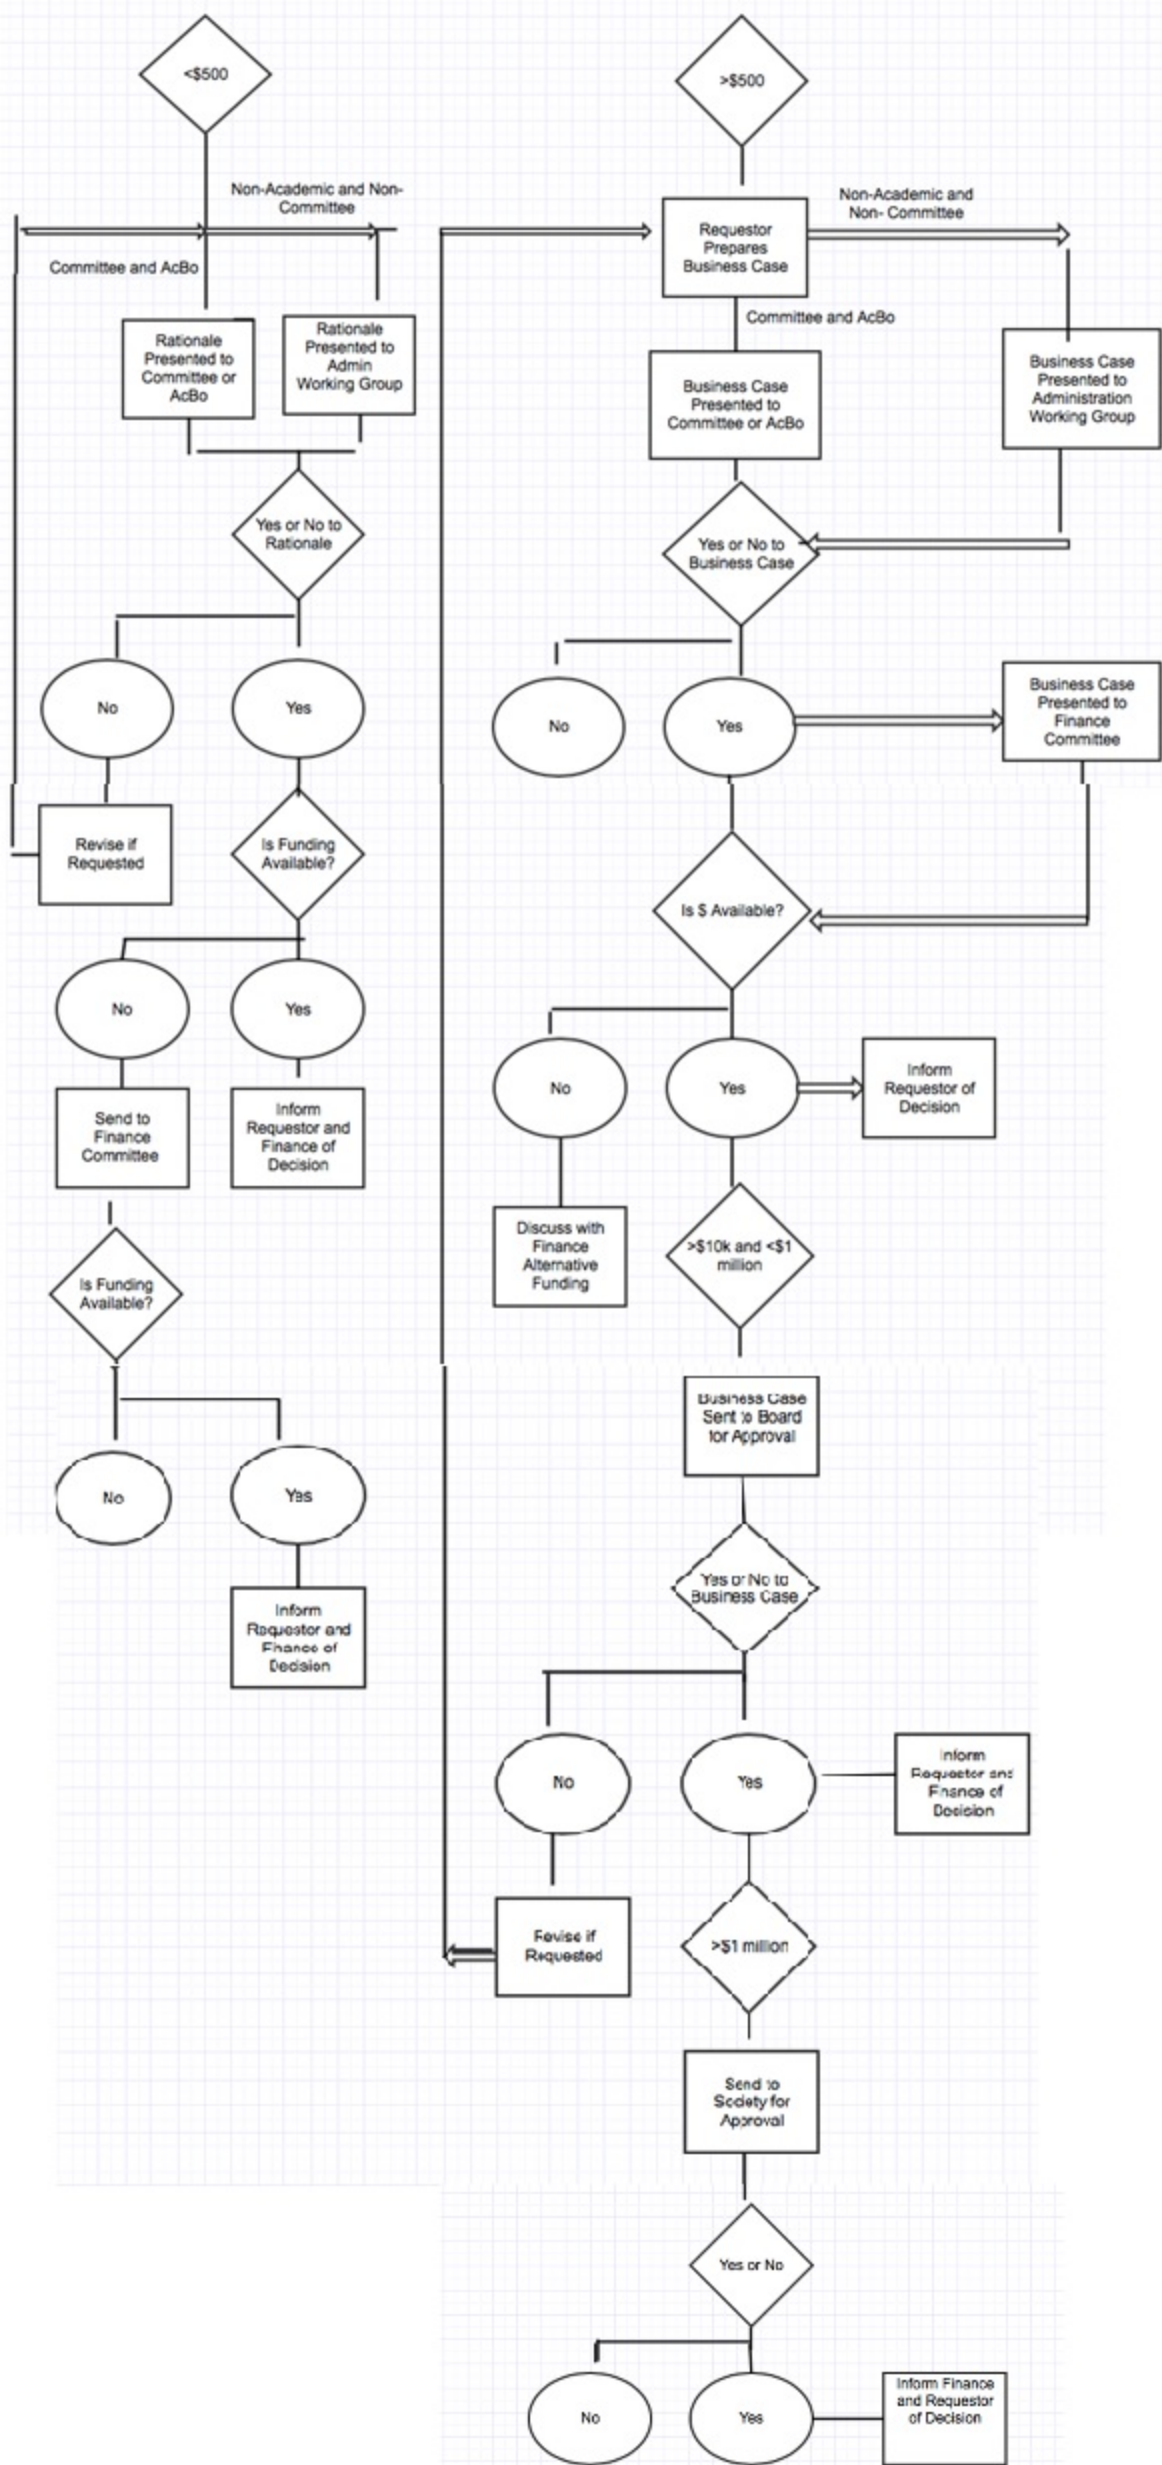 <$500
Non-Academic and Non-
Committee
Committee and AcBo
Rationale
Presented to
Committee or
AcBo
Rationale
Presented to
Admin
Working Group
Yes or No to
Rationale
No
Yes
Revise if
Requested
Is Funding
Available?
No
Yes
Send to
Finance
Committee
Inform
Requestor and
Finance of
Decision
Is Funding
Available?
No
Yes
Inform
Requestor and
Finance of
Decision
>$500
Requestor
Prepares
Business Case
Non-Academic and
Non- Committee
Committee and AcBo
Business Case
Presented to
Committee or AcBo
Business Case
Presented to
Administration
Working Group
Yes or No to
Business Case
No
Yes
Business Case
Presented to
Finance
Committee
Is $ Available?
No
Yes
Inform
Requestor of
Decision
Discuss with
Finance
Alternative
Funding
>$10k and <$1
million
Business Case
Sent to Board
for Approval
Yes or No to
Business Case
No
Yes
Inform
Requestor and
Finance of
Decision
Revise if
Requested
>$1 million
Send to
Society for
Approval
Yes or No
No
Yes
Inform Finance
and Requestor
of Decision